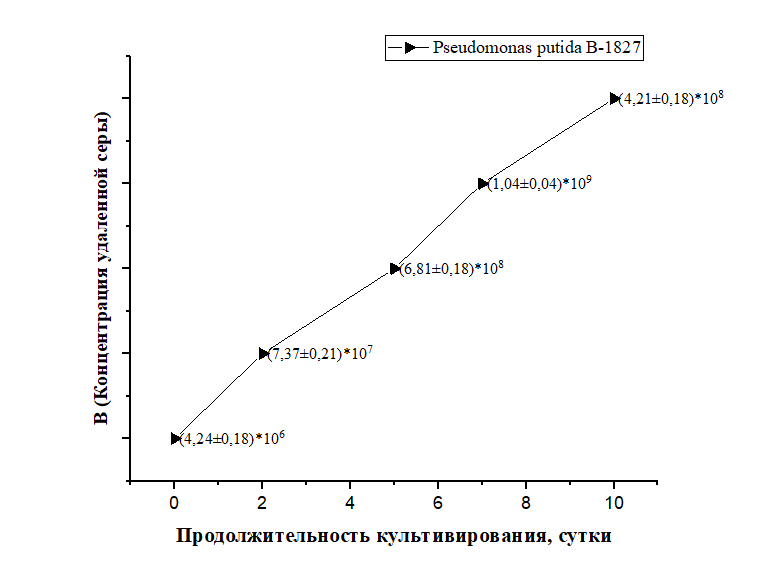 Pseudomonas putida B-1827
(4,21±0,18)*10⁸
(1,04±0,04)*10⁹
(6,81±0,18)*10⁸
(7,37±0,21)*10⁷
(4,24±0,18)*10⁶
B (Концентрация удаленной серы)
0 2 4 6 8 10
Продолжительность культивирования, сутки